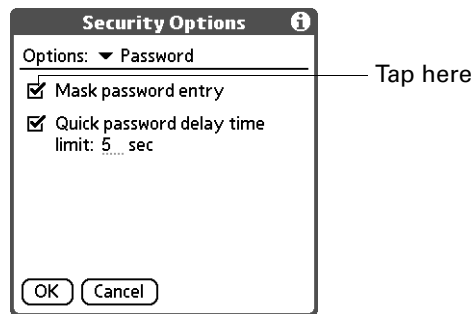 Security Options
Options: Password
Tap here
Mask password entry
Quick password delay time
limit: 5 sec
OK Cancel